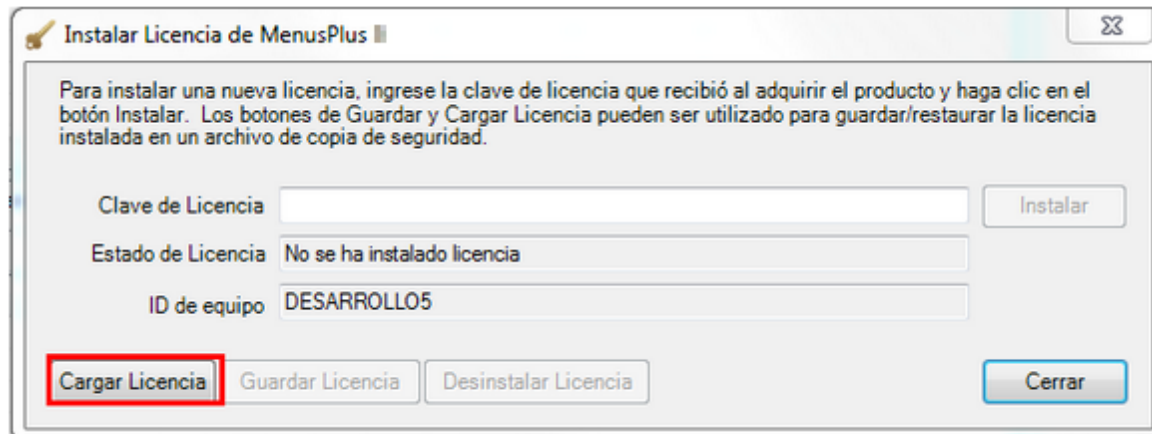 Instalar Licencia de MenusPlus
Para instalar una nueva licencia, ingrese la clave de licencia que recibió al adquirir el producto y haga clic en el
botón Instalar. Los botones de Guardar y Cargar Licencia pueden ser utilizado para guardar/restaurar la licencia
instalada en un archivo de copia de seguridad.
Clave de Licencia
Instalar
Estado de Licencia No se ha instalado licencia
ID de equipo DESARROLLO5
Cargar Licencia Guardar Licencia Desinstalar Licencia Cerrar